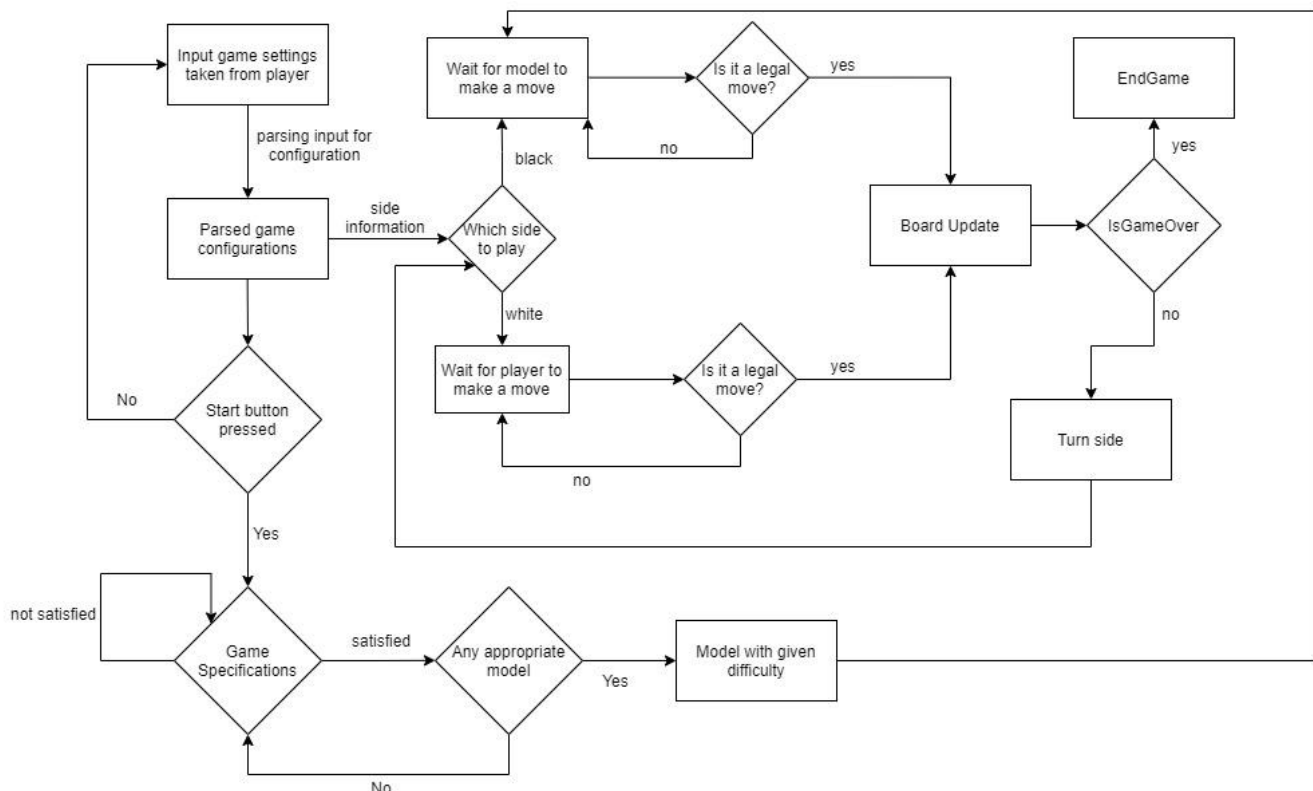 Input game settings
taken from player
parsing input for
configuration
Parsed game
configurations
side
information
Which side
to play
black
white
Wait for model to
make a move
Is it a legal
move?
yes
no
Wait for player to
make a move
Is it a legal
move?
yes
no
Board Update
IsGameOver
yes
EndGame
no
Turn side
Start button
pressed
No
Yes
Game
Specifications
not satisfied
satisfied
Any appropriate
model
No
Yes
Model with given
difficulty